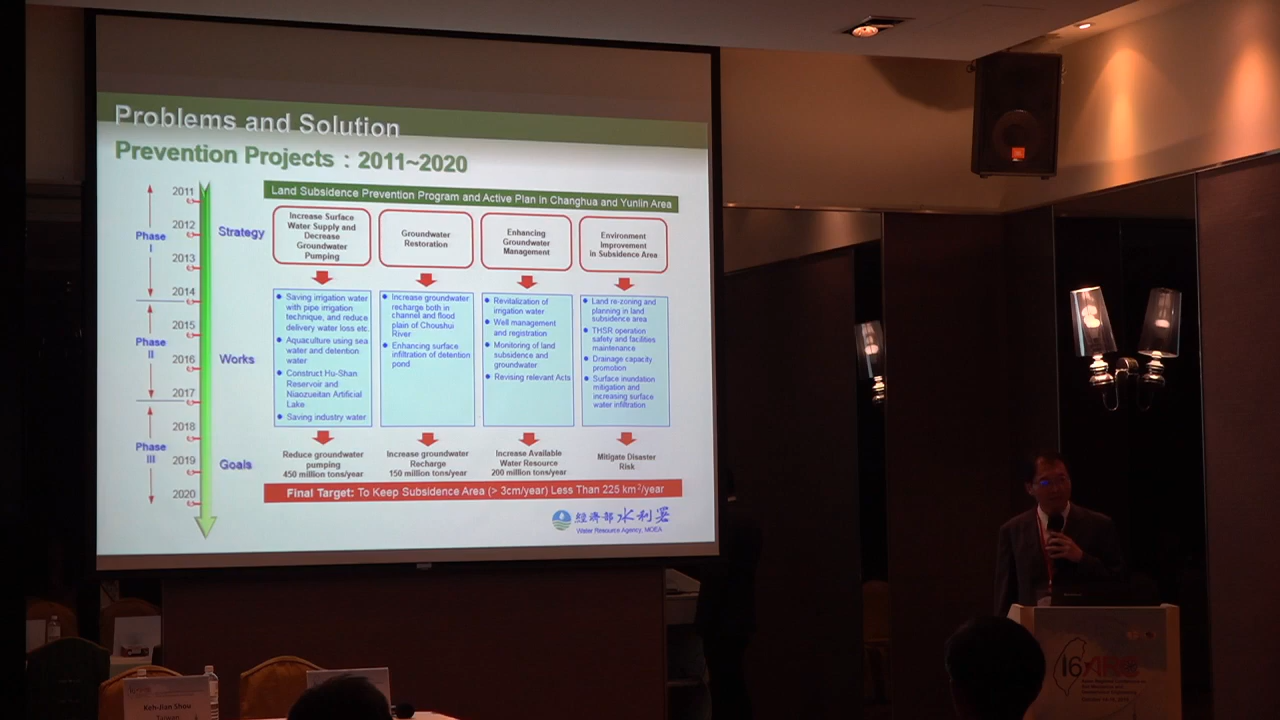 Problems and Solution
Prevention Projects : 2011~2020
Land Subsidence Prevention Program and Active Plan in Changhua and Yunlin Area
2011
2012
2013
2014
2015
2016
2017
2018
2019
2020
Phase
I
Phase
II
Phase
III
Strategy
Increase Surface
Water Supply and
Decrease
Groundwater
Pumping
Groundwater
Restoration
Enhancing
Groundwater
Management
Environment
Improvement
in Subsidence Area
Works
Saving irrigation water
with pipe irrigation
technique, and reduce
delivery water loss etc.
Aquaculture using sea
water and detention
water
Construct Hu-Shan
Reservoir and
Niaozueitan Artificial
Lake
Saving industry water
Increase groundwater
recharge both in
channel and flood
plain of Choushui
River
Enhancing surface
infiltration of detention
pond
Revitalization of
irrigation water
Well management
and registration
Monitoring of land
subsidence and
groundwater
Revising relevant Acts
Land re-zoning and
planning in land
subsidence area
THSR operation
safety and facilities
maintenance
Drainage capacity
promotion
Surface inundation
mitigation and
increasing surface
water infiltration
Goals
Reduce groundwater
pumping
450 million tons/year
Increase groundwater
Recharge
150 million tons/year
Increase Available
Water Resource
200 million tons/year
Mitigate Disaster
Risk
Final Target: To Keep Subsidence Area (> 3cm/year) Less Than 225 km²/year
經濟部水利署
Water Resource Agency, MOEA
Keh-Jian Shou
Taiwan
16